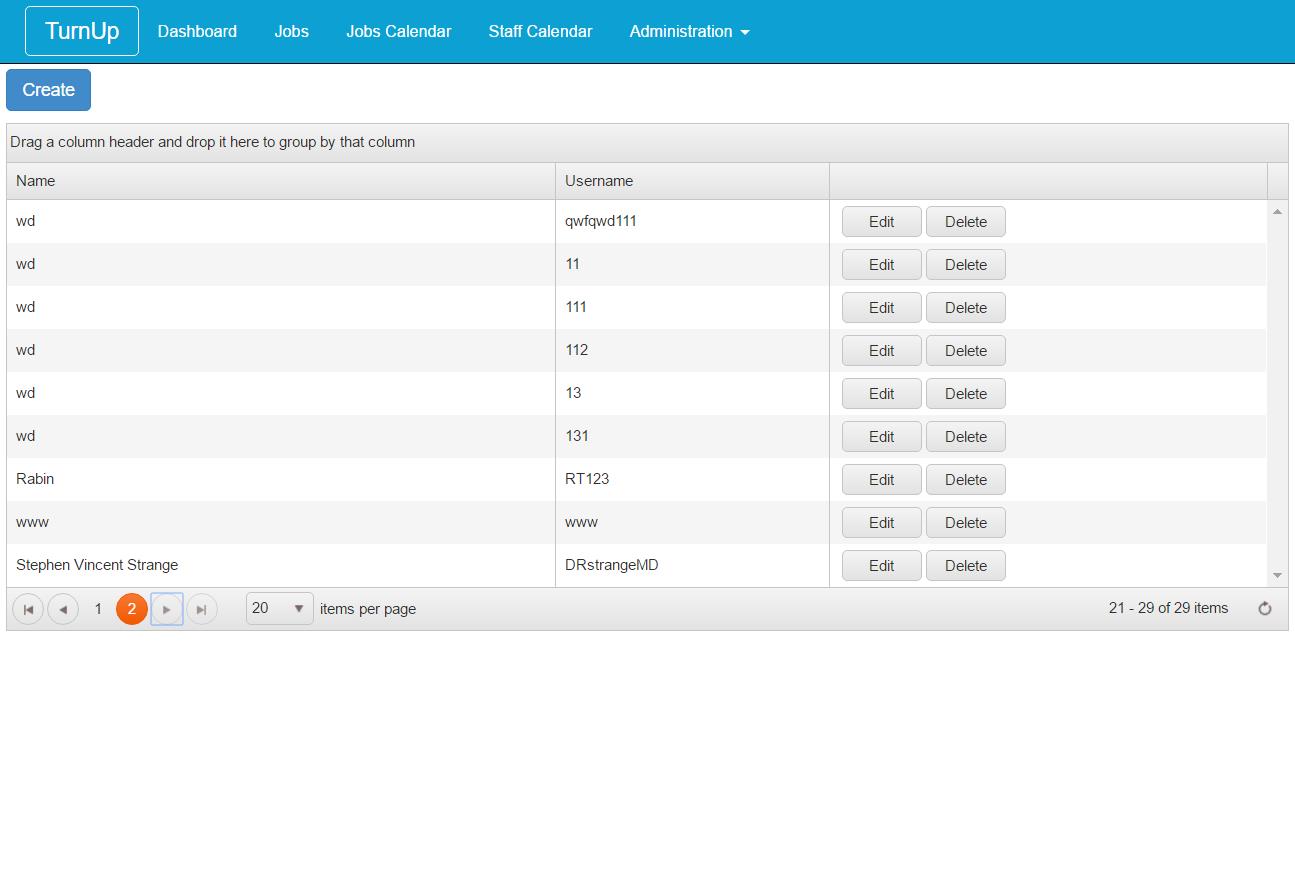 TurnUp Dashboard Jobs Jobs Calendar Staff Calendar Administration
Create
Drag a column header and drop it here to group by that column
Name Username
wd qwfqwd111 Edit Delete
wd 11 Edit Delete
wd 111 Edit Delete
wd 112 Edit Delete
wd 13 Edit Delete
wd 131 Edit Delete
Rabin RT123 Edit Delete
www www Edit Delete
Stephen Vincent Strange DRstrangeMD Edit Delete
1 2 20 items per page 21 - 29 of 29 items